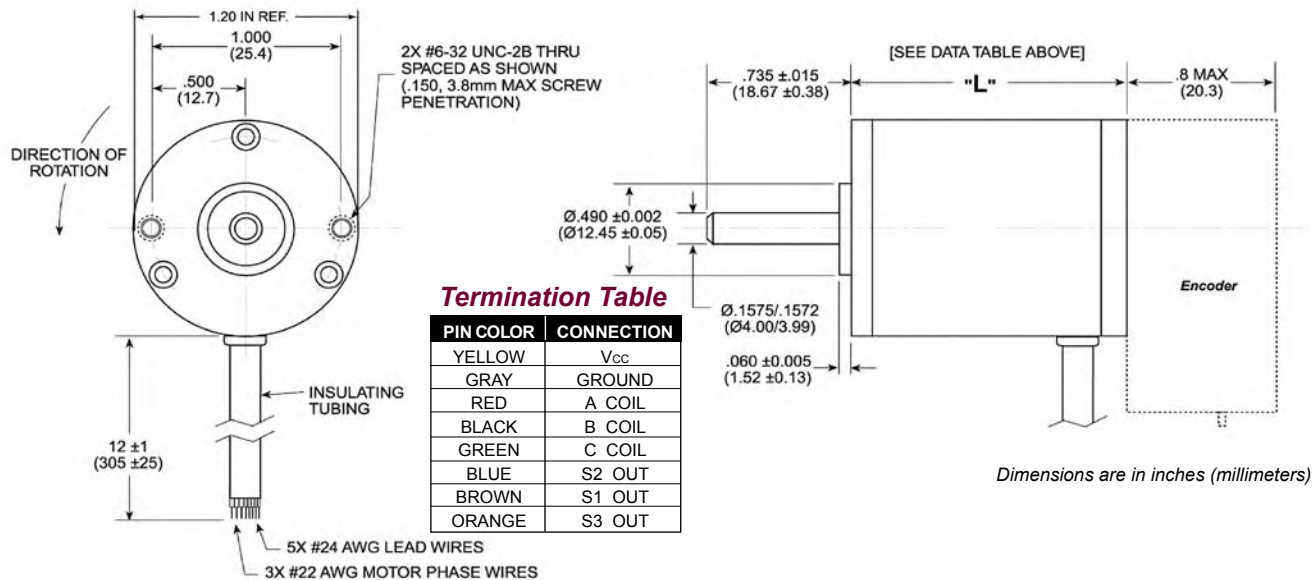 1.20 IN REF.
1.000
(25.4)
.500
(12.7)
2X #6-32 UNC-2B THRU
SPACED AS SHOWN
(.150, 3.8mm MAX SCREW
PENETRATION)
DIRECTION OF
ROTATION
INSULATING
TUBING
12 ±1
(305 ±25)
5X #24 AWG LEAD WIRES
3X #22 AWG MOTOR PHASE WIRES
Termination Table
PIN COLOR CONNECTION
YELLOW Vcc
GRAY GROUND
RED A COIL
BLACK B COIL
GREEN C COIL
BLUE S2 OUT
BROWN S1 OUT
ORANGE S3 OUT
[SEE DATA TABLE ABOVE]
.735 ±.015
(18.67 ±0.38)
"L"
.8 MAX
(20.3)
Ø.490 ±0.002
(Ø12.45 ±0.05)
Ø.1575/.1572
(Ø4.00/3.99)
.060 ±0.005
(1.52 ±0.13)
Encoder
Dimensions are in inches (millimeters)